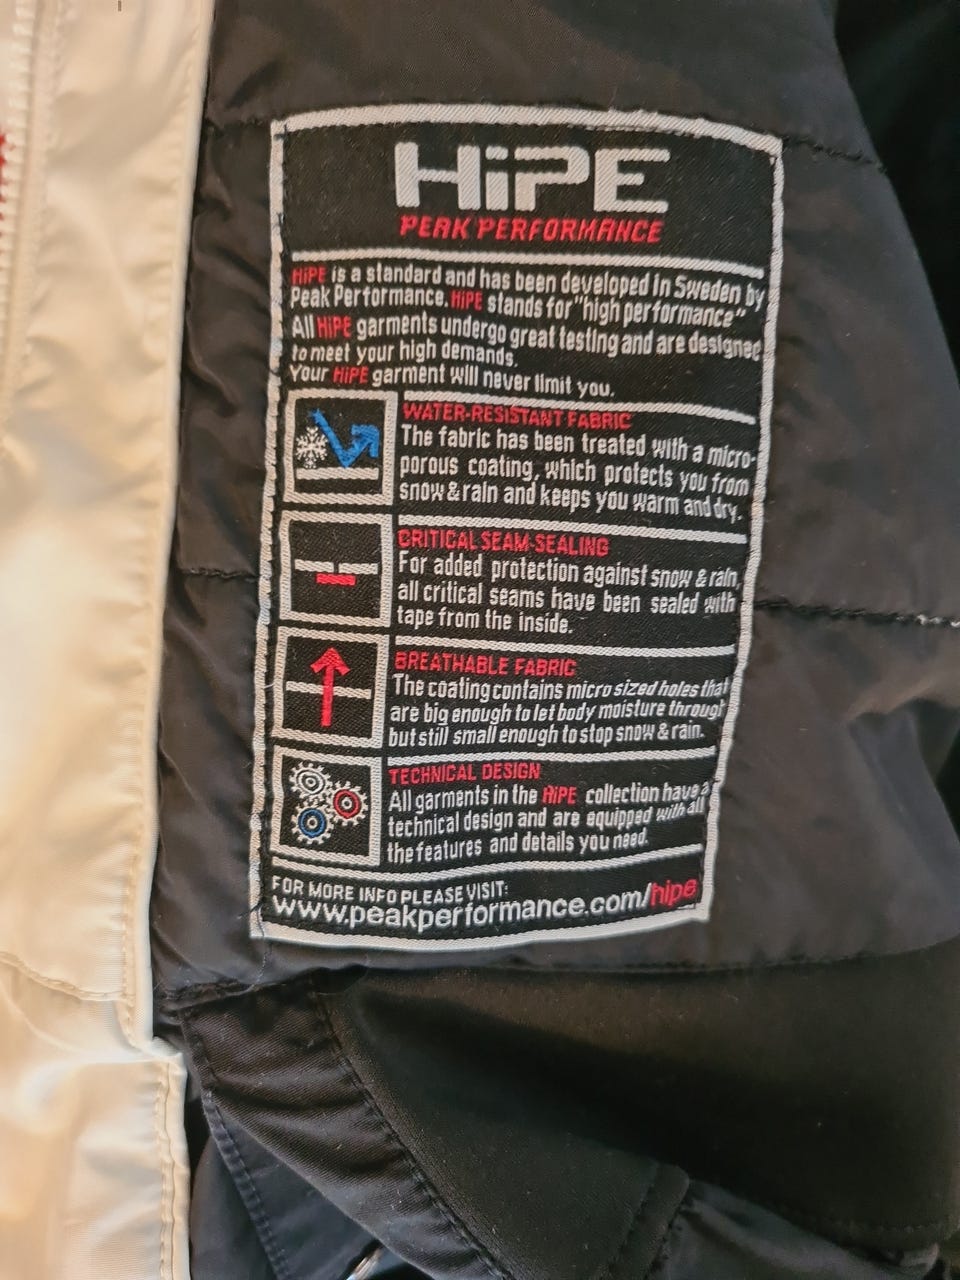 HiPE
PEAK PERFORMANCE
HiPE is a standard and has been developed in Sweden by
Peak Performance. HiPE stands for "high performance"
All HiPE garments undergo great testing and are designed
to meet your high demands.
Your HiPE garment will never limit you.
WATER-RESISTANT FABRIC
The fabric has been treated with a micro-
porous coating, which protects you from
snow & rain and keeps you warm and dry.
CRITICAL SEAM-SEALING
For added protection against snow & rain,
all critical seams have been sealed with
tape from the inside.
BREATHABLE FABRIC
The coating contains micro sized holes that
are big enough to let body moisture through
but still small enough to stop snow & rain.
TECHNICAL DESIGN
All garments in the HiPE collection have a
technical design and are equipped with all
the features and details you need.
FOR MORE INFO PLEASE VISIT:
www.peakperformance.com/hipe